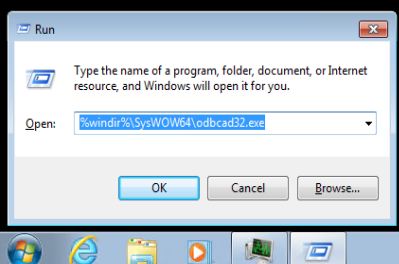 Run
Type the name of a program, folder, document, or Internet
resource, and Windows will open it for you.
Open: %windir%\SysWOW64\odbcad32.exe
OK Cancel Browse...